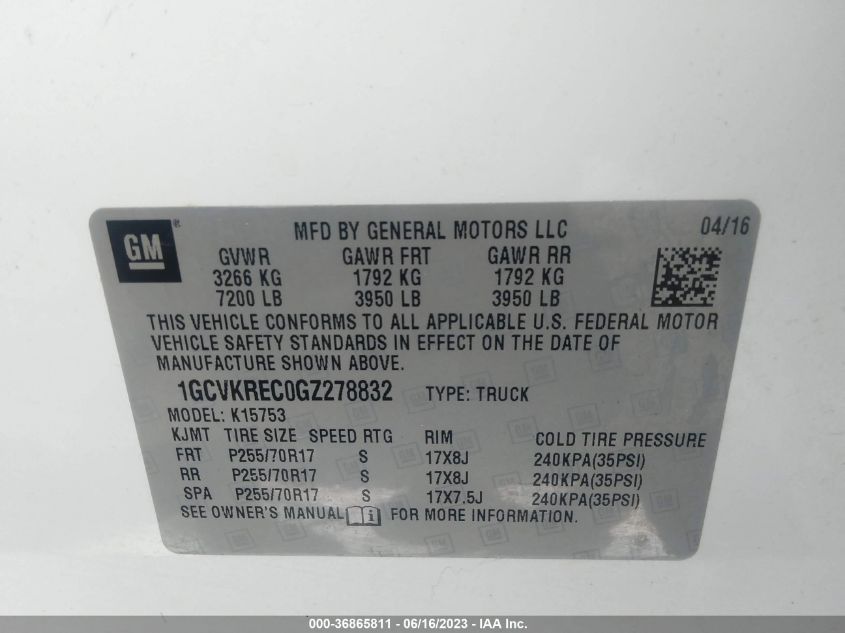 GM®
MFD BY GENERAL MOTORS LLC 04/16
GVWR GAWR FRT GAWR RR
3266 KG 1792 KG 1792 KG
7200 LB 3950 LB 3950 LB
THIS VEHICLE CONFORMS TO ALL APPLICABLE U.S. FEDERAL MOTOR
VEHICLE SAFETY STANDARDS IN EFFECT ON THE DATE OF
MANUFACTURE SHOWN ABOVE.
1GCVKREC0GZ278832 TYPE: TRUCK
MODEL: K15753
KJMT TIRE SIZE SPEED RTG RIM COLD TIRE PRESSURE
FRT P255/70R17 S 17X8J 240KPA(35PSI)
RR P255/70R17 S 17X8J 240KPA(35PSI)
SPA P255/70R17 S 17X7.5J 240KPA(35PSI)
SEE OWNER'S MANUAL i FOR MORE INFORMATION.
000-36865811 - 06/16/2023 - IAA Inc.